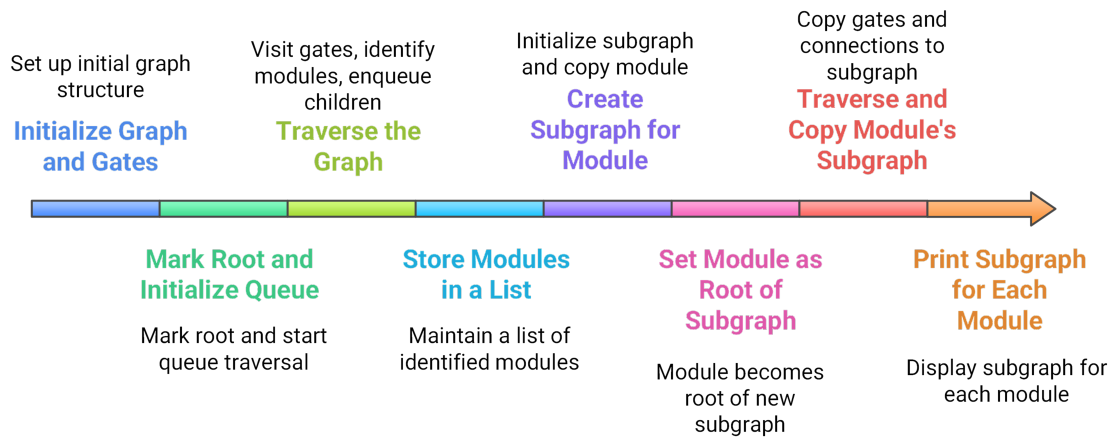 Set up initial graph
structure
Initialize Graph
and Gates
Mark Root and
Initialize Queue
Mark root and start
queue traversal
Visit gates, identify
modules, enqueue
children
Traverse the
Graph
Store Modules
in a List
Maintain a list of
identified modules
Initialize subgraph
and copy module
Create
Subgraph for
Module
Set Module as
Root of
Subgraph
Module becomes
root of new
subgraph
Copy gates and
connections to
subgraph
Traverse and
Copy Module's
Subgraph
Print Subgraph
for Each
Module
Display subgraph for
each module